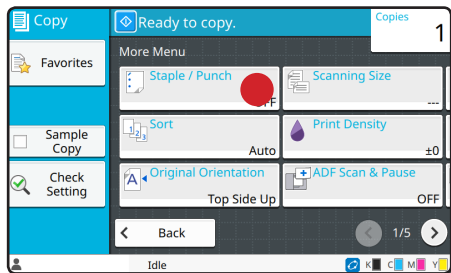 Copy
Ready to copy.
Copies
1
More Menu
Favorites
Staple / Punch
Scanning Size
---
Sort
Auto
Print Density
±0
Sample
Copy
Check
Setting
Original Orientation
Top Side Up
ADF Scan & Pause
OFF
Back
1/5
Idle
K C M Y